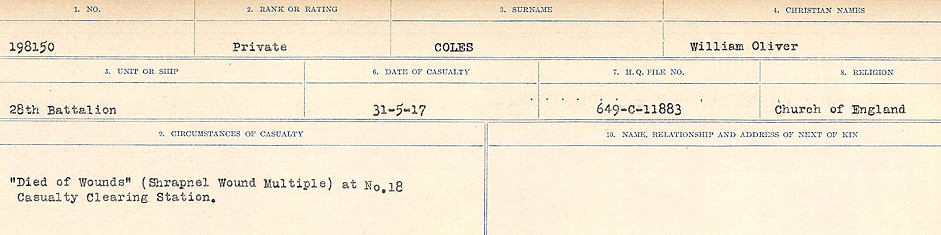 1. NO. 2. RANK OR RATING 3. SURNAME 4. CHRISTIAN NAMES
198150 Private COLES William Oliver
5. UNIT OR SHIP 6. DATE OF CASUALTY 7. H.Q. FILE NO. 8. RELIGION
28th Battalion 31-5-17 649-C-11883 Church of England
9. CIRCUMSTANCES OF CASUALTY 10. NAME, RELATIONSHIP AND ADDRESS OF NEXT OF KIN
"Died of Wounds" (Shrapnel Wound Multiple) at No.18
Casualty Clearing Station.